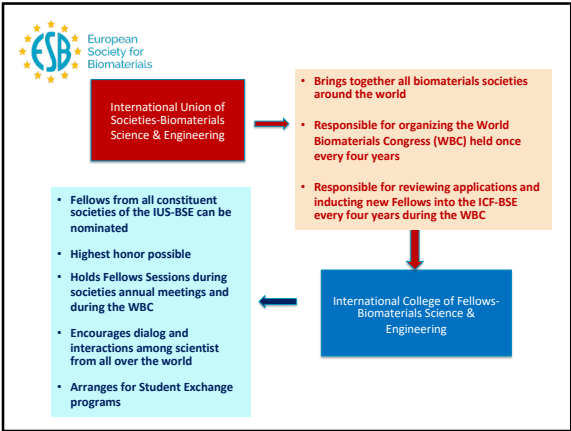 ESB
European
Society for
Biomaterials
International Union of
Societies-Biomaterials
Science & Engineering
• Brings together all biomaterials societies
around the world
• Responsible for organizing the World
Biomaterials Congress (WBC) held once
every four years
• Responsible for reviewing applications and
inducting new Fellows into the ICF-BSE
every four years during the WBC
• Fellows from all constituent
societies of the IUS-BSE can be
nominated
• Highest honor possible
• Holds Fellows Sessions during
societies annual meetings and
during the WBC
• Encourages dialog and
interactions among scientist
from all over the world
• Arranges for Student Exchange
programs
International College of Fellows-
Biomaterials Science &
Engineering